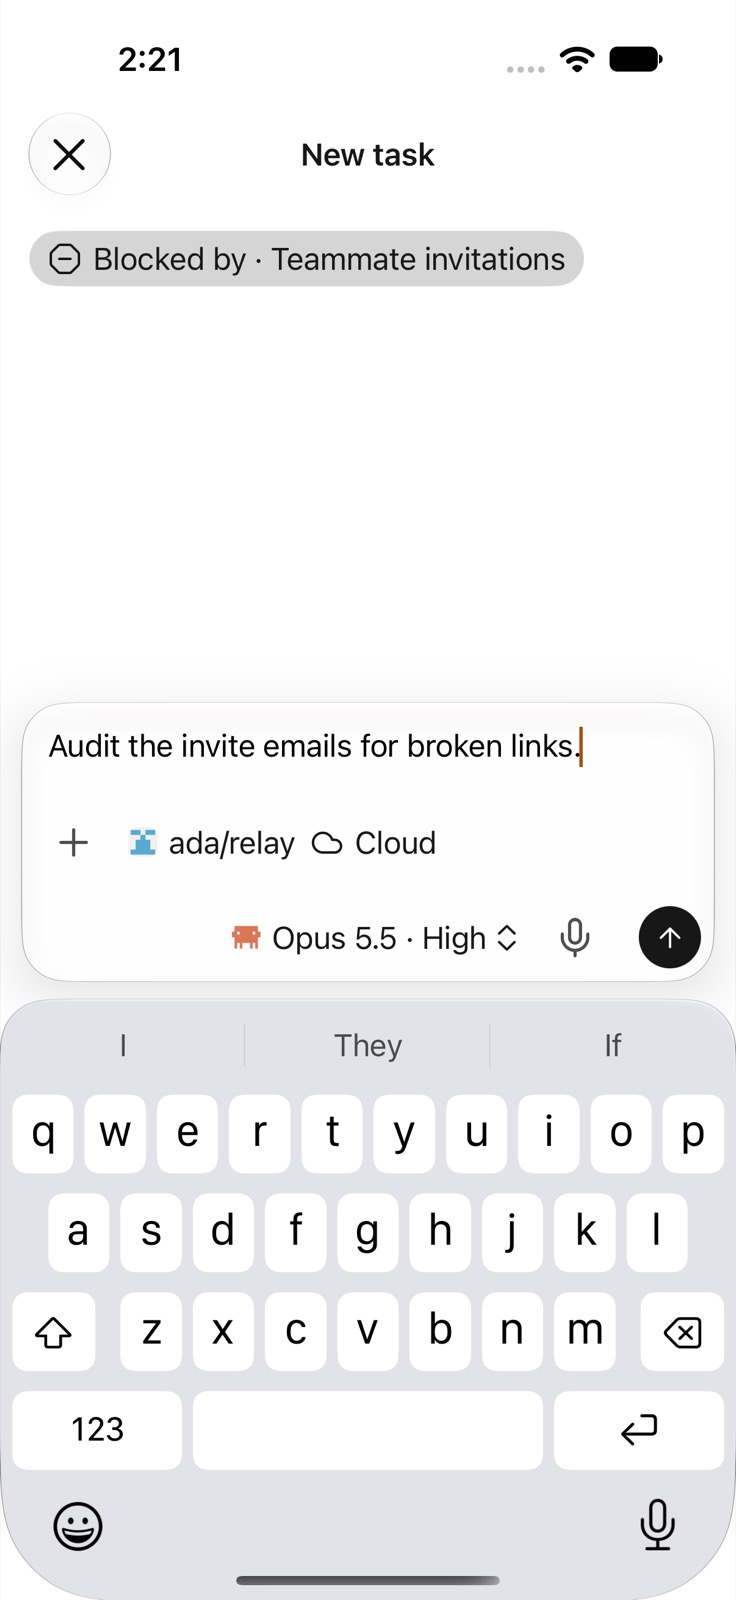 2:21
New task
Blocked by · Teammate invitations
Audit the invite emails for broken links.
ada/relay Cloud
Opus 5.5 · High
I They If
q w e r t y u i o p
a s d f g h j k l
z x c v b n m
123